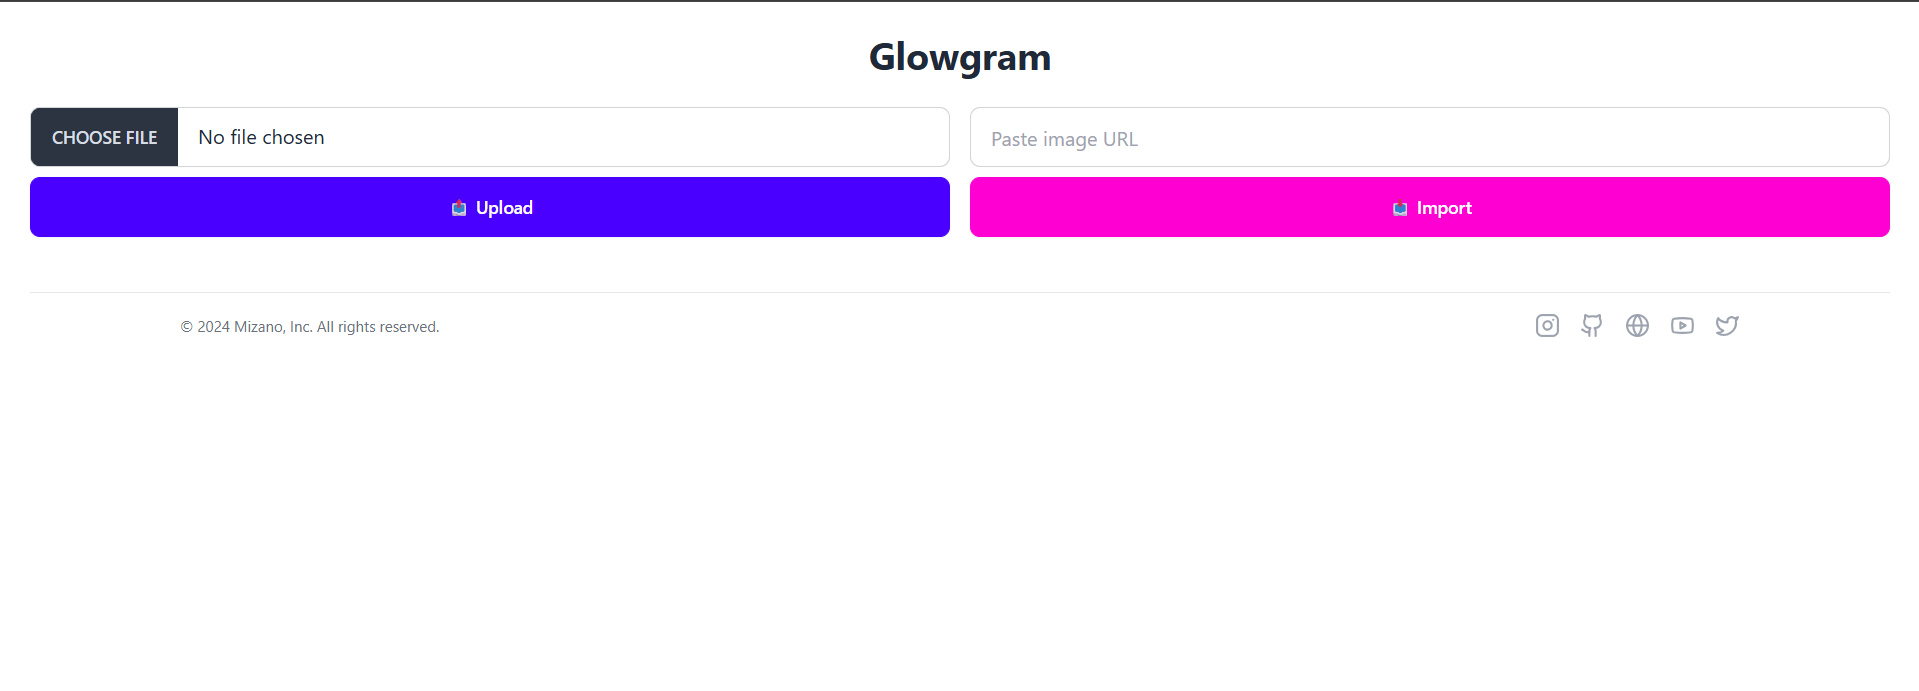 Glowgram
CHOOSE FILE No file chosen
Paste image URL
📤 Upload
📤 Import
© 2024 Mizano, Inc. All rights reserved.